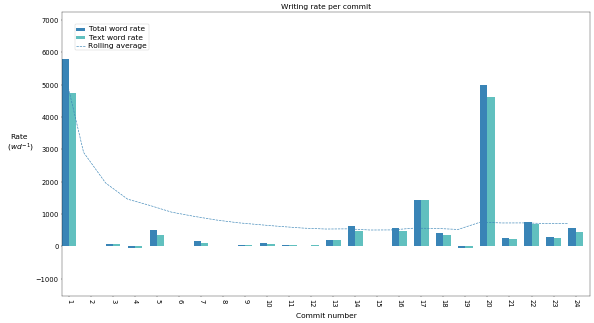 Writing rate per commit
7000
6000
5000
4000
3000
2000
1000
0
−1000
Rate
(wd⁻¹)
Total word rate
Text word rate
Rolling average
1 2 3 4 5 6 7 8 9 10 11 12 13 14 15 16 17 18 19 20 21 22 23 24
Commit number